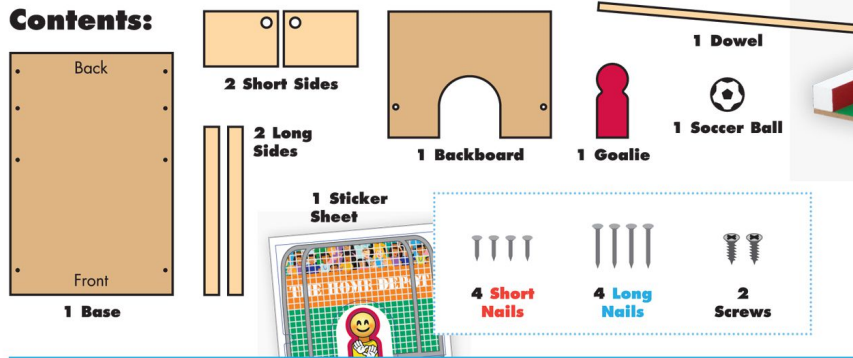 Contents:
Back
Front
1 Base
2 Short Sides
2 Long
Sides
1 Backboard
1 Goalie
1 Dowel
1 Soccer Ball
1 Sticker
Sheet
THE HOME DEPOT
4 Short
Nails
4 Long
Nails
2
Screws